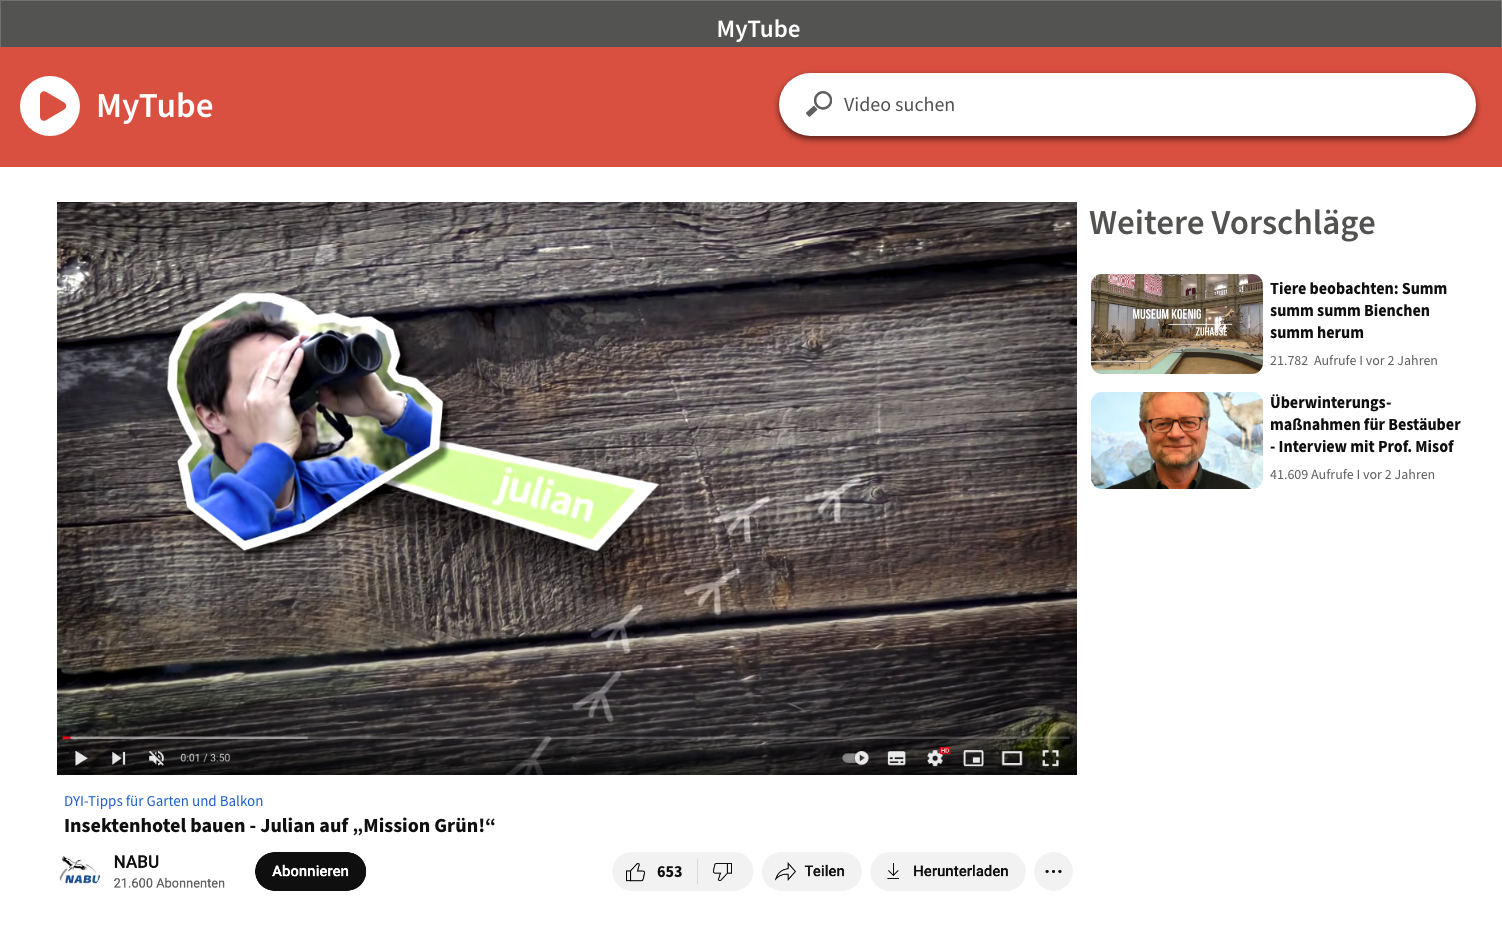 MyTube
MyTube
Video suchen
Weitere Vorschläge
julian
MUSEUM KOENIG
ZUHAUSE
Tiere beobachten: Summ
summ summ Bienchen
summ herum
21.782 Aufrufe I vor 2 Jahren
Überwinterungs-
maßnahmen für Bestäuber
- Interview mit Prof. Misof
41.609 Aufrufe I vor 2 Jahren
HD
0:01 / 3:50
DYI-Tipps für Garten und Balkon
Insektenhotel bauen - Julian auf „Mission Grün!“
NABU
NABU
21.600 Abonnenten
Abonnieren
653
Teilen
Herunterladen